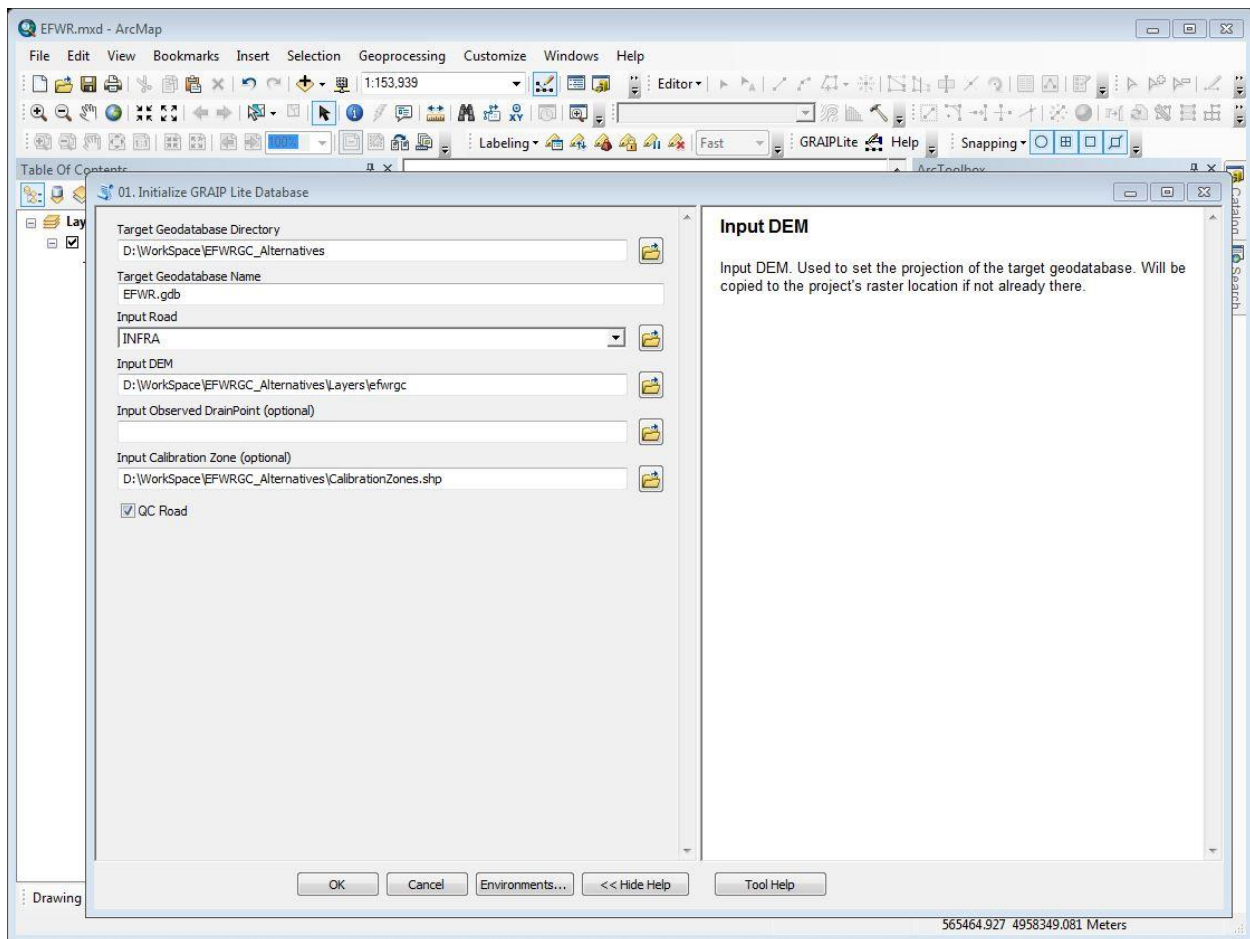 EFWR.mxd - ArcMap
File Edit View Bookmarks Insert Selection Geoprocessing Customize Windows Help
1:153,939 Editor
100% Labeling Fast GRAIPLite Help Snapping
Table Of Contents ArcToolbox
01. Initialize GRAIP Lite Database
Lay
Catalog
Search
Target Geodatabase Directory
D:\WorkSpace\EFWRGC_Alternatives
Target Geodatabase Name
EFWR.gdb
Input Road
INFRA
Input DEM
D:\WorkSpace\EFWRGC_Alternatives\Layers\efwrgc
Input Observed DrainPoint (optional)
Input Calibration Zone (optional)
D:\WorkSpace\EFWRGC_Alternatives\CalibrationZones.shp
QC Road
Input DEM
Input DEM. Used to set the projection of the target geodatabase. Will be
copied to the project's raster location if not already there.
OK Cancel Environments... << Hide Help Tool Help
Drawing
565464.927 4958349.081 Meters